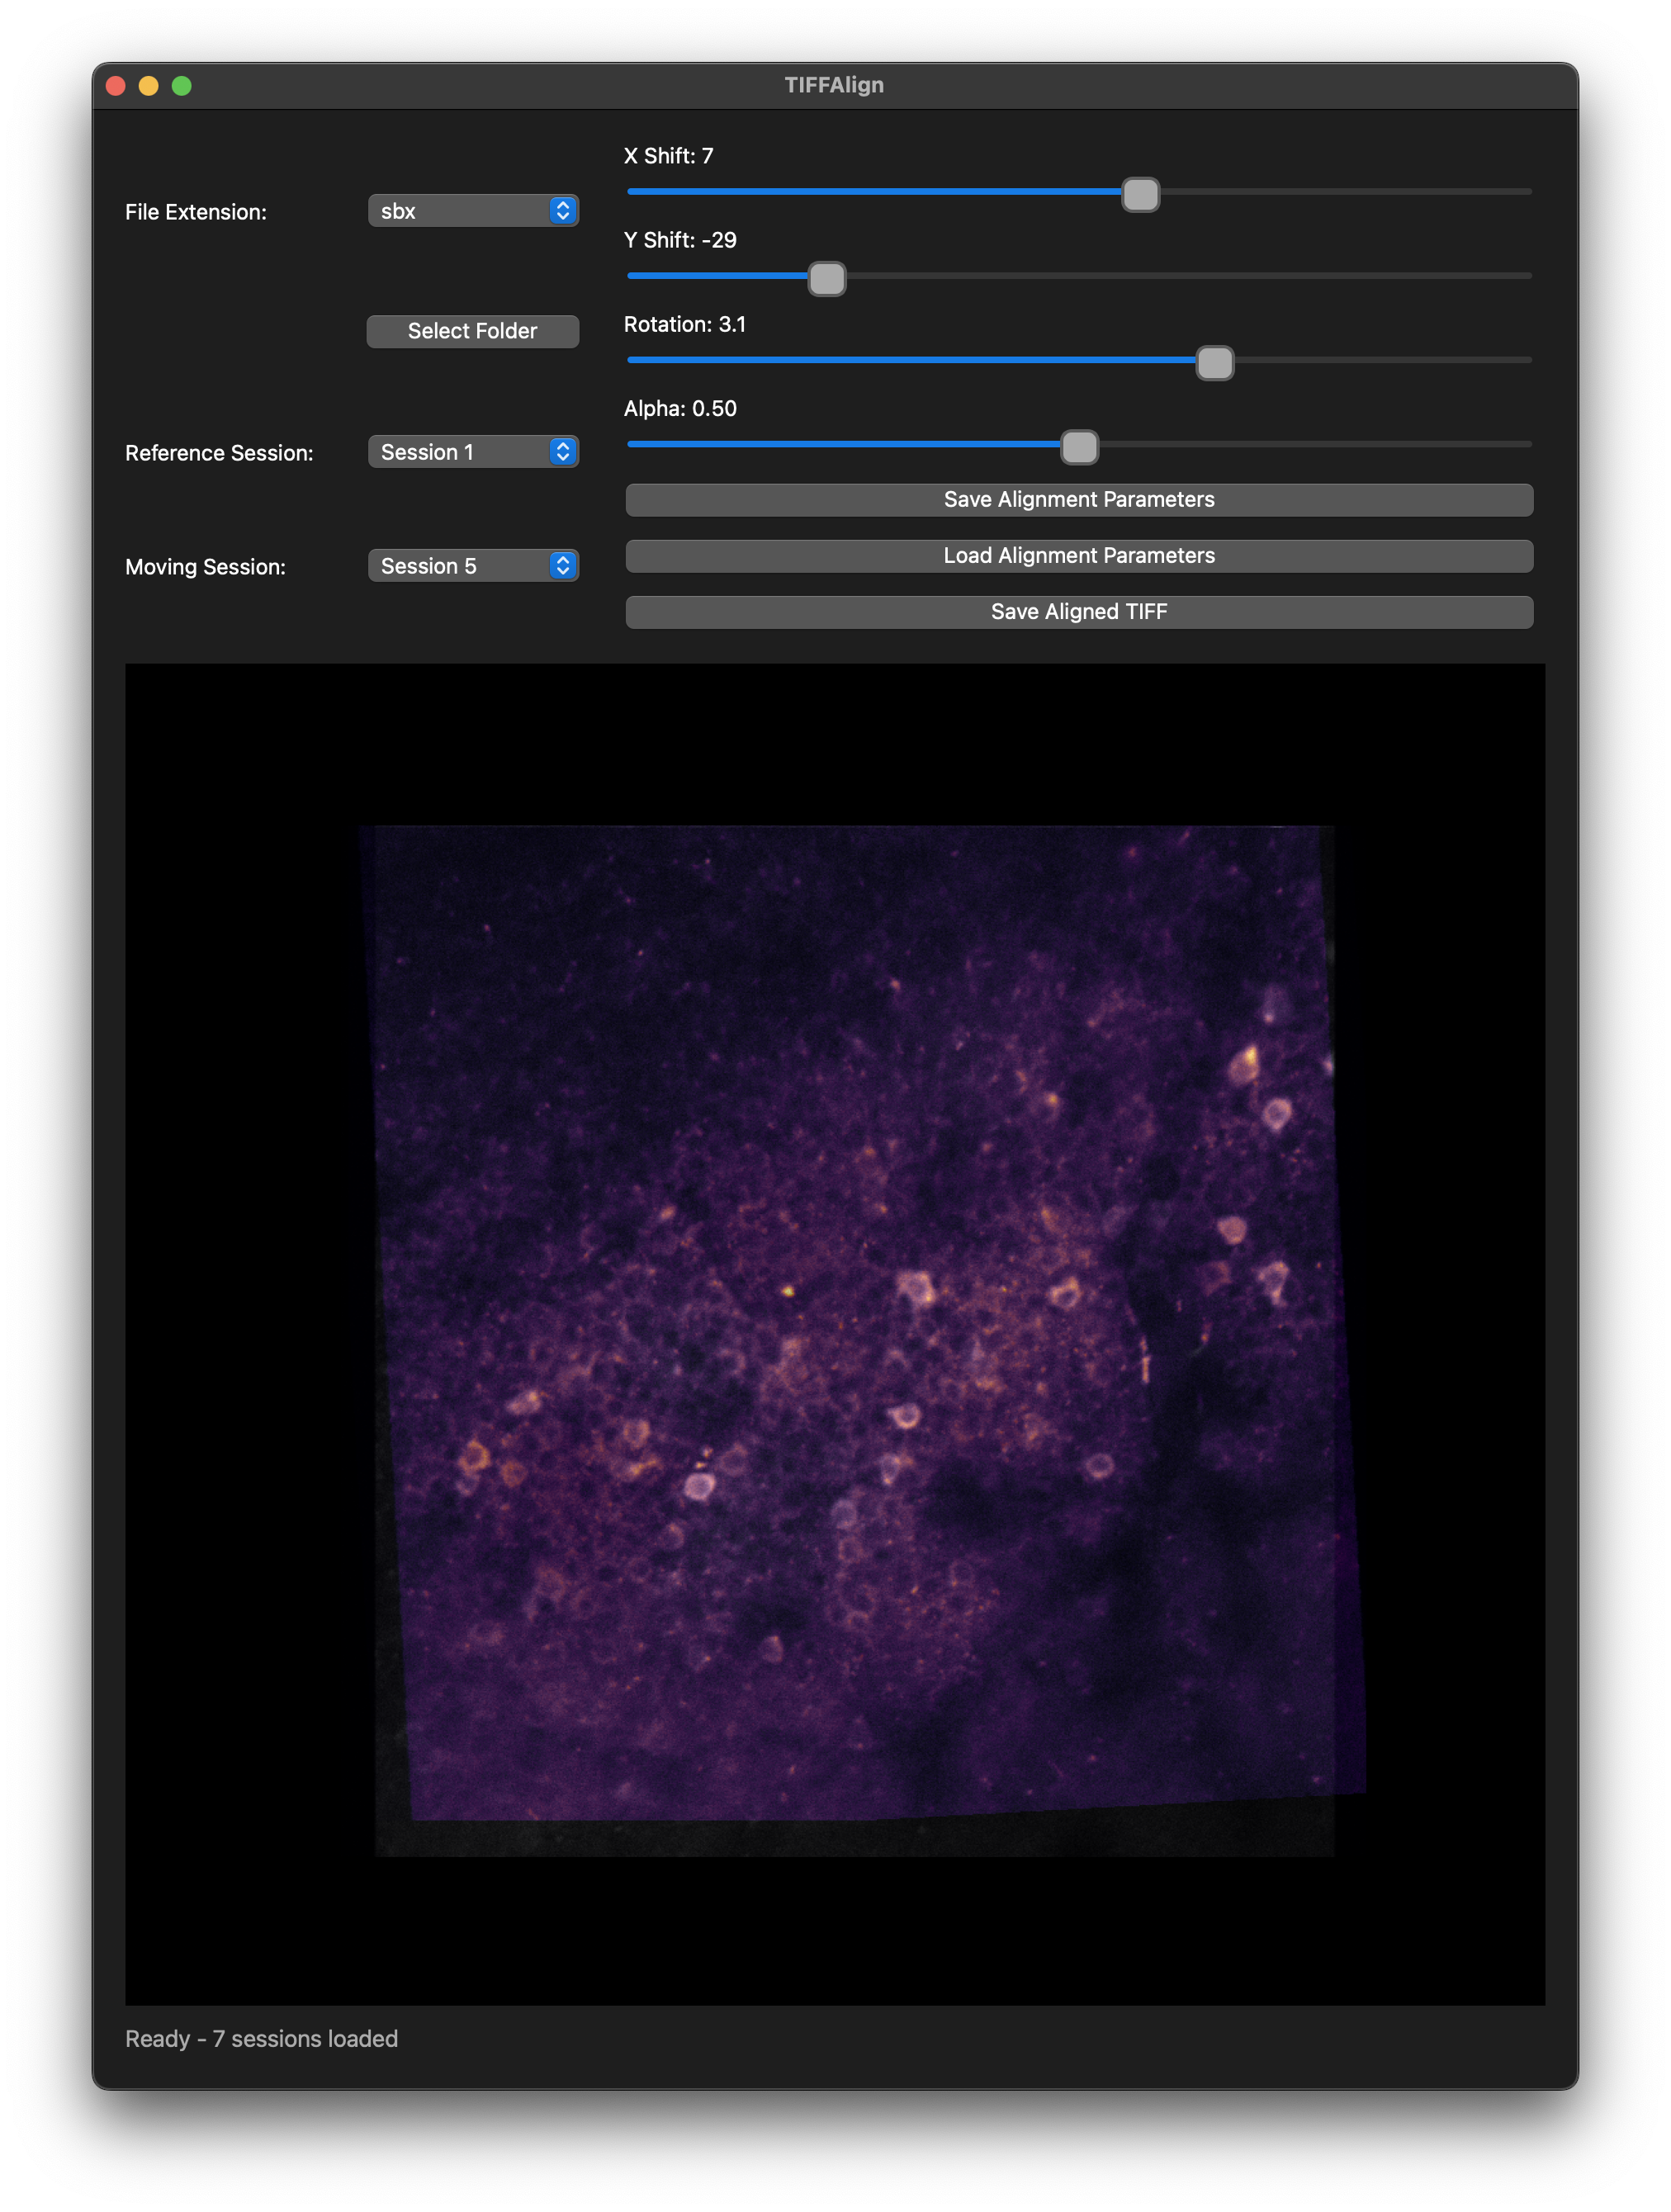 TIFFAlign
File Extension:
sbx
Select Folder
Reference Session:
Session 1
Moving Session:
Session 5
X Shift: 7
Y Shift: -29
Rotation: 3.1
Alpha: 0.50
Save Alignment Parameters
Load Alignment Parameters
Save Aligned TIFF
Ready - 7 sessions loaded